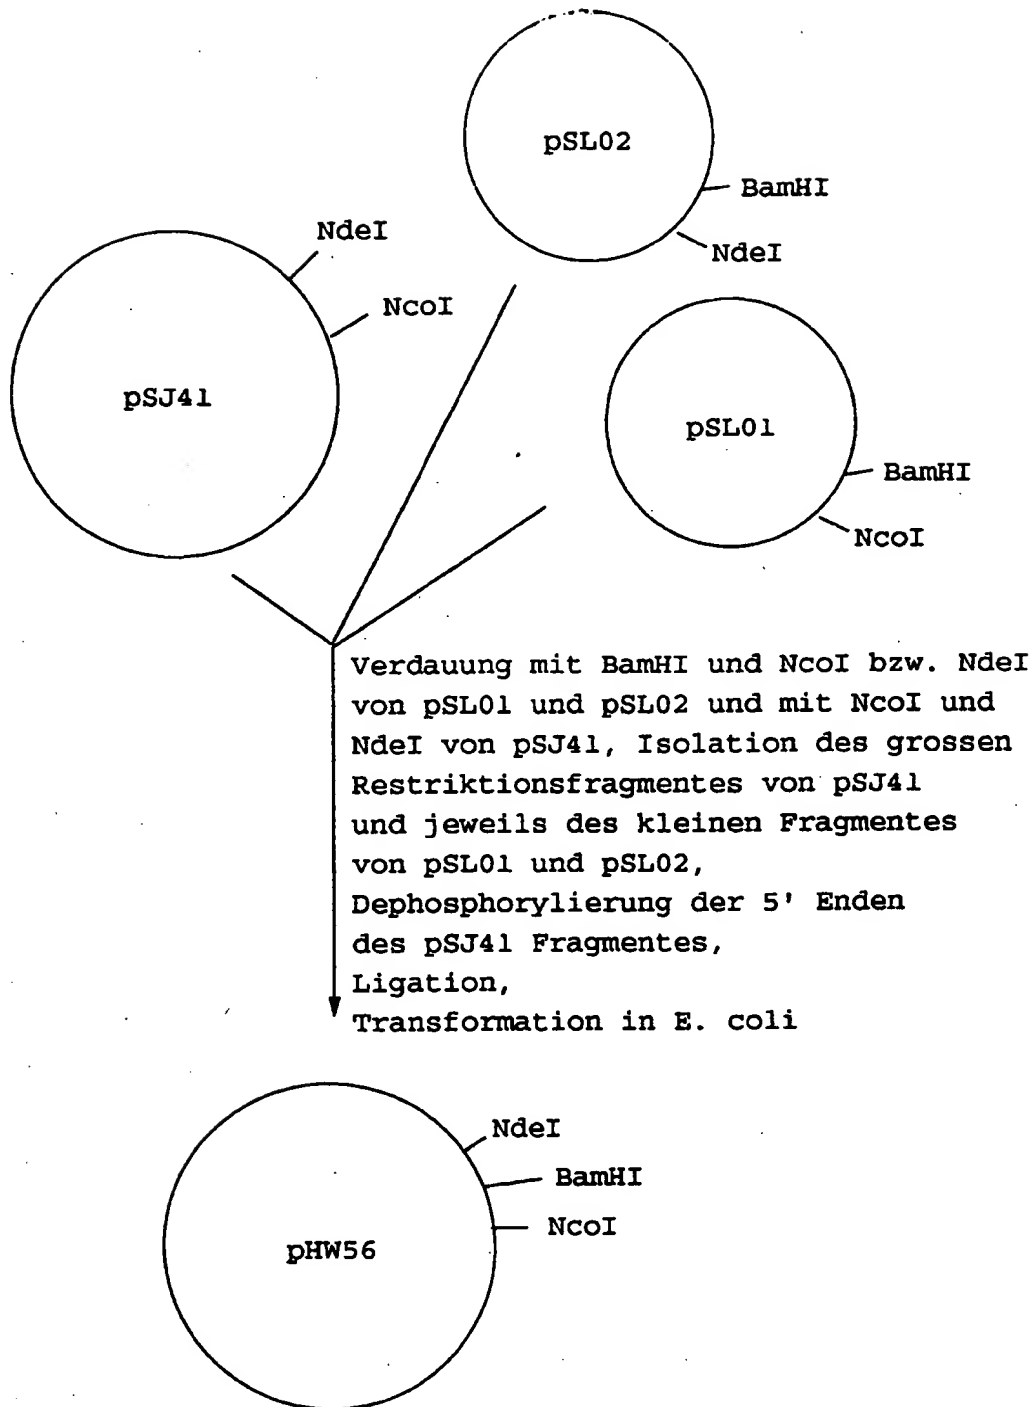 pSL02
BamHI
NdeI
NdeI
NcoI
pSJ41
pSL01
BamHI
NcoI
Verdauung mit BamHI und NcoI bzw. NdeI
von pSL01 und pSL02 und mit NcoI und
NdeI von pSJ41, Isolation des grossen
Restriktionsfragmentes von pSJ41
und jeweils des kleinen Fragmentes
von pSL01 und pSL02,
Dephosphorylierung der 5' Enden
des pSJ41 Fragmentes,
Ligation,
Transformation in E. coli
NdeI
BamHI
NcoI
pHW56